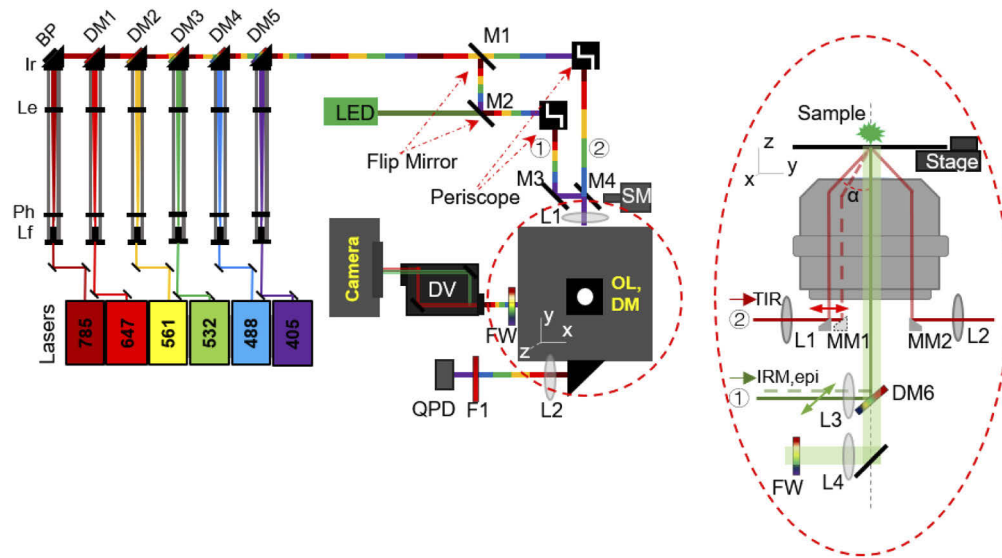 BP
DM1
DM2
DM3
DM4
DM5
Ir
Le
Ph
Lf
Lasers
785
647
561
532
488
405
M1
LED
M2
Flip Mirror
Periscope
①
②
M3
M4
SM
L1
Camera
DV
FW
OL,
DM
y
x
z
QPD
F1
L2
Sample
z
y
x
Stage
α
TIR
②
L1
MM1
MM2
L2
IRM,epi
①
L3
DM6
FW
L4